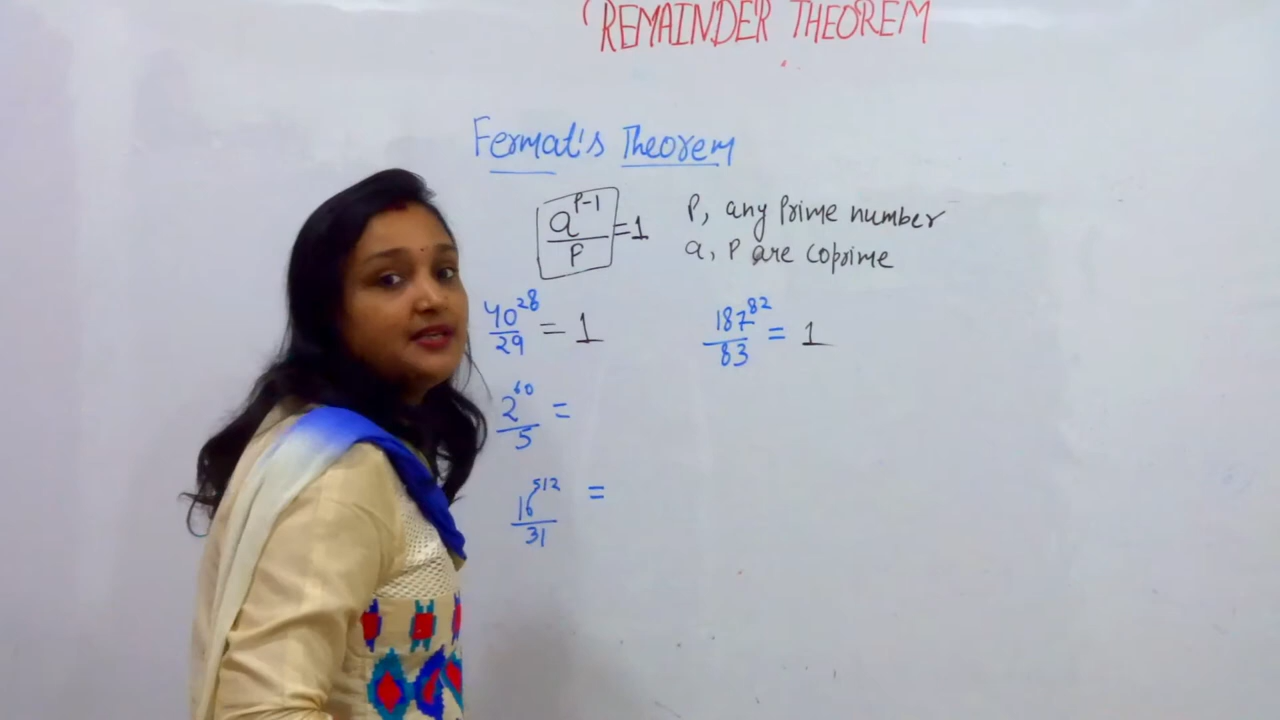 REMAINDER THEOREM
Fermat's Theorem
a^(P-1)/P = 1
P, any Prime number
a, P are coprime
40^28/29 = 1
187^82/83 = 1
2^60/5 =
16^512/31 =